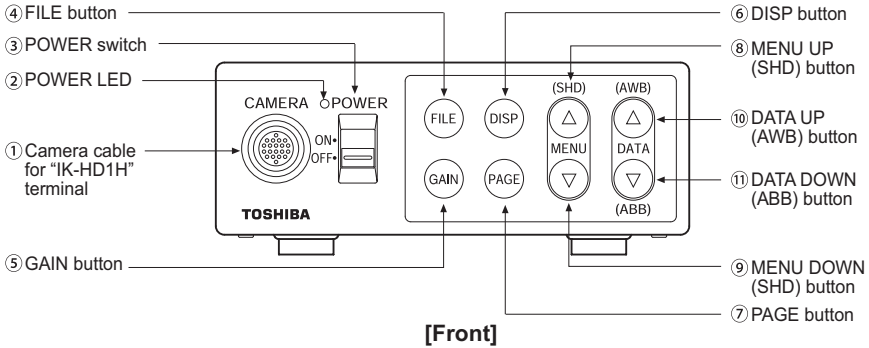 ④FILE button
③POWER switch
②POWER LED
①Camera cable
for "IK-HD1H"
terminal
⑤GAIN button
CAMERA POWER
ON
OFF
TOSHIBA
FILE DISP
GAIN PAGE
(SHD) (AWB)
MENU DATA
(ABB)
⑥DISP button
⑧MENU UP
(SHD) button
⑩DATA UP
(AWB) button
⑪DATA DOWN
(ABB) button
⑨MENU DOWN
(SHD) button
⑦PAGE button
[Front]